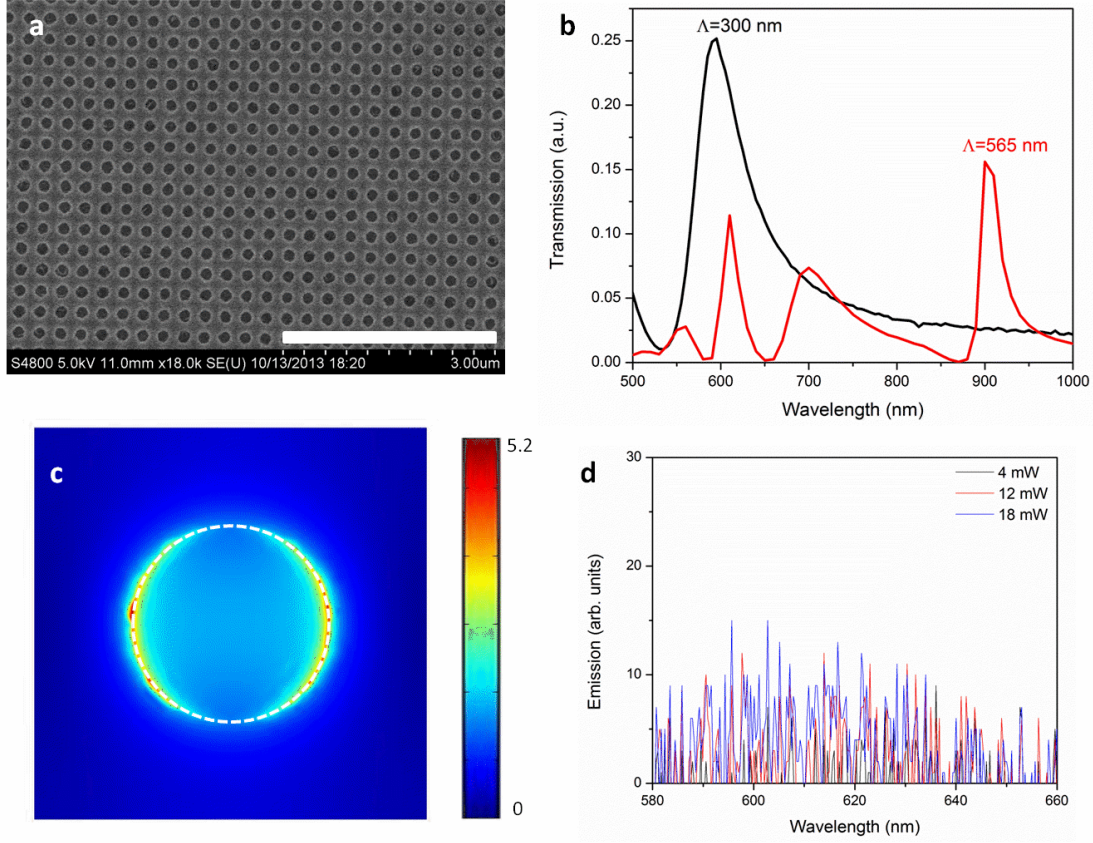 a
S4800 5.0kV 11.0mm x18.0k SE(U) 10/13/2013 18:20 3.00um
b
Λ=300 nm
Λ=565 nm
0.25
0.20
0.15
0.10
0.05
0.00
Transmission (a.u.)
500 600 700 800 900 1000
Wavelength (nm)
c
5.2
0
d
4 mW
12 mW
18 mW
30
20
10
0
Emission (arb. units)
580 600 620 640 660
Wavelength (nm)